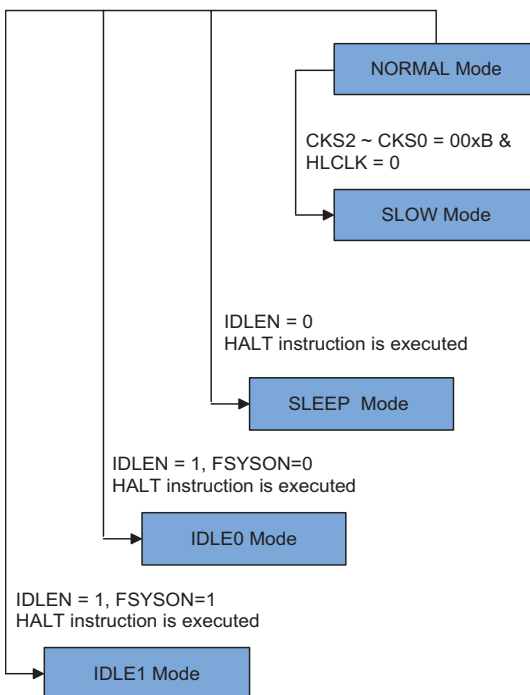 NORMAL Mode
CKS2 ~ CKS0 = 00xB &
HLCLK = 0
SLOW Mode
IDLEN = 0
HALT instruction is executed
SLEEP Mode
IDLEN = 1, FSYSON=0
HALT instruction is executed
IDLE0 Mode
IDLEN = 1, FSYSON=1
HALT instruction is executed
IDLE1 Mode